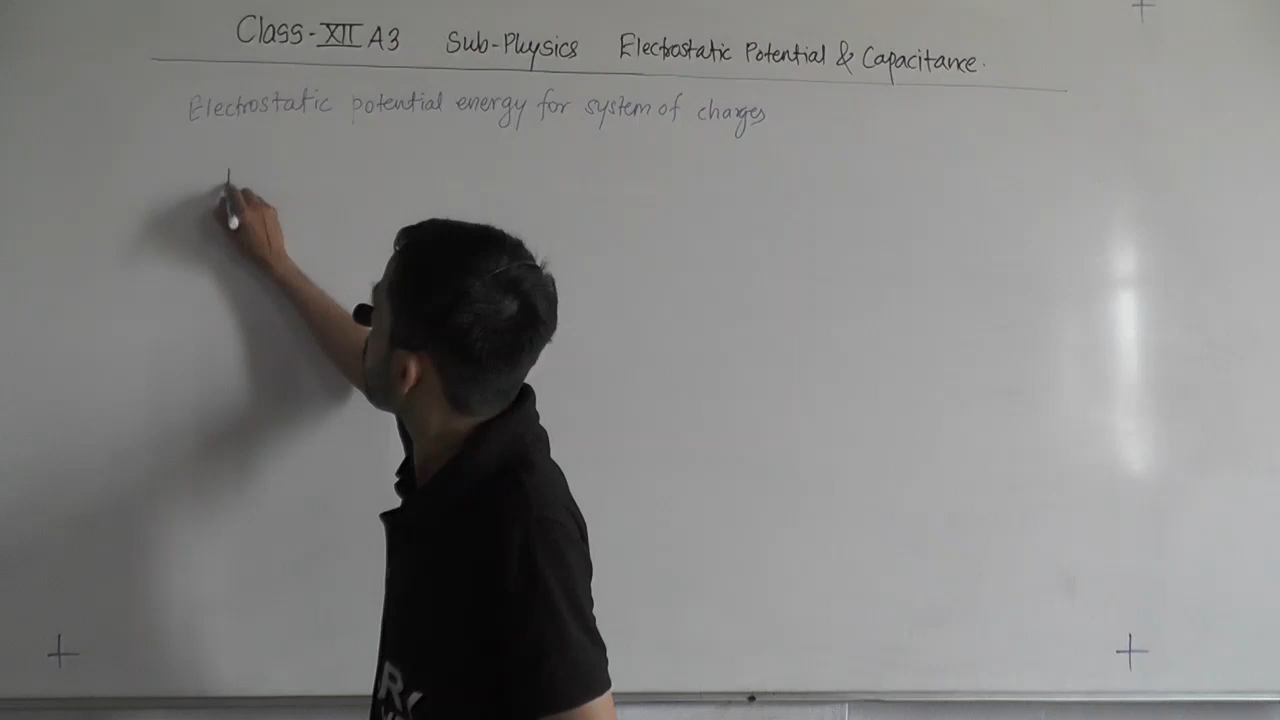 Class-XII A3 Sub-Physics Electrostatic Potential & Capacitance.
Electrostatic potential energy for system of charges